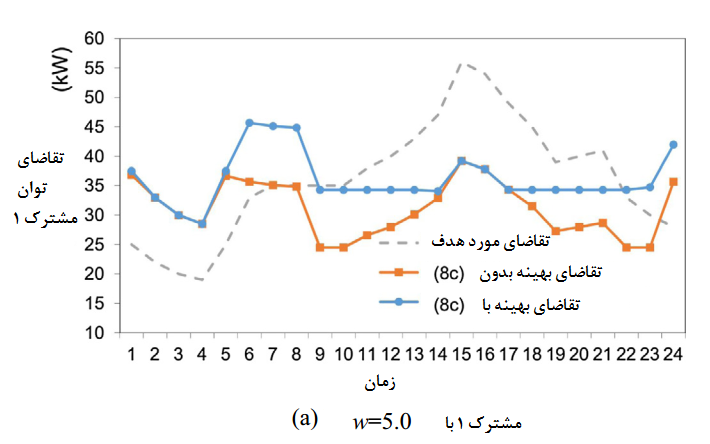 (kW)
تقاضای
توان
مشترک ۱
60
55
50
45
40
35
30
25
20
15
10
تقاضای مورد هدف
تقاضای بهینه بدون (8c)
تقاضای بهینه با (8c)
1 2 3 4 5 6 7 8 9 10 11 12 13 14 15 16 17 18 19 20 21 22 23 24
زمان
(a) w=5.0 مشترک ۱ با